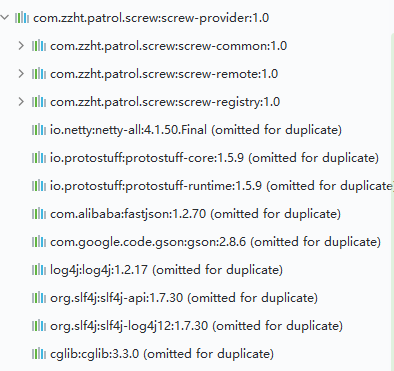 com.zzht.patrol.screw:screw-provider:1.0
com.zzht.patrol.screw:screw-common:1.0
com.zzht.patrol.screw:screw-remote:1.0
com.zzht.patrol.screw:screw-registry:1.0
io.netty:netty-all:4.1.50.Final (omitted for duplicate)
io.protostuff:protostuff-core:1.5.9 (omitted for duplicate)
io.protostuff:protostuff-runtime:1.5.9 (omitted for duplicate
com.alibaba:fastjson:1.2.70 (omitted for duplicate)
com.google.code.gson:gson:2.8.6 (omitted for duplicate)
log4j:log4j:1.2.17 (omitted for duplicate)
org.slf4j:slf4j-api:1.7.30 (omitted for duplicate)
org.slf4j:slf4j-log4j12:1.7.30 (omitted for duplicate)
cglib:cglib:3.3.0 (omitted for duplicate)